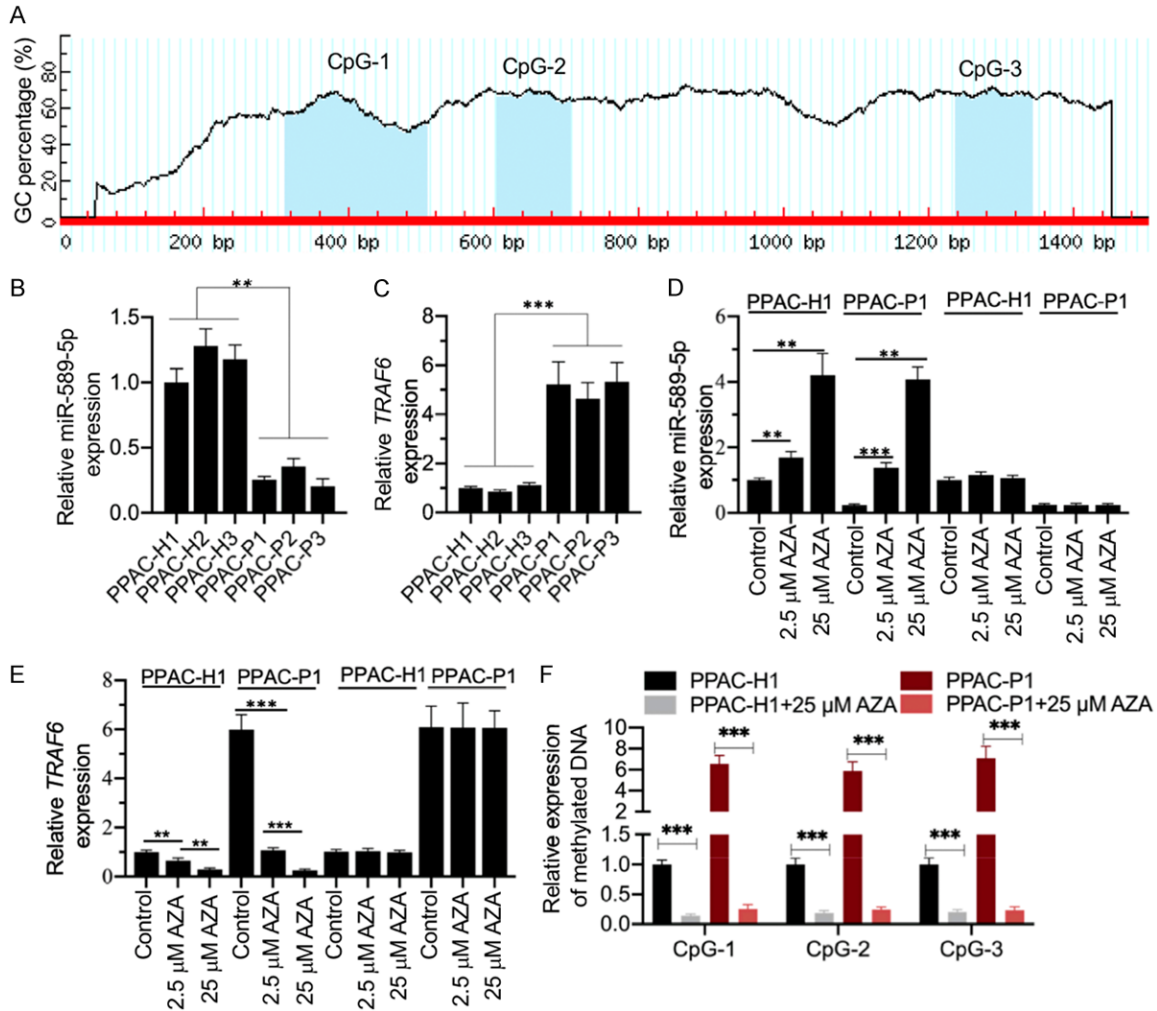 A
GC percentage (%)
80
60
40
20
0
CpG-1
CpG-2
CpG-3
0 200 bp 400 bp 600 bp 800 bp 1000 bp 1200 bp 1400 bp
B
Relative miR-589-5p
expression
1.5
1.0
0.5
0.0
**
PPAC-H1
PPAC-H2
PPAC-H3
PPAC-P1
PPAC-P2
PPAC-P3
C
Relative TRAF6
expression
8
6
4
2
0
***
PPAC-H1
PPAC-H2
PPAC-H3
PPAC-P1
PPAC-P2
PPAC-P3
D
Relative miR-589-5p
expression
6
4
2
0
PPAC-H1 PPAC-P1 PPAC-H1 PPAC-P1
** **
** ***
Control
2.5 µM AZA
25 µM AZA
Control
2.5 µM AZA
25 µM AZA
Control
2.5 µM AZA
25 µM AZA
Control
2.5 µM AZA
25 µM AZA
E
Relative TRAF6
expression
8
6
4
2
0
PPAC-H1 PPAC-P1 PPAC-H1 PPAC-P1
***
** ** ***
Control
2.5 µM AZA
25 µM AZA
Control
2.5 µM AZA
25 µM AZA
Control
2.5 µM AZA
25 µM AZA
Control
2.5 µM AZA
25 µM AZA
F
PPAC-H1 PPAC-P1
PPAC-H1+25 µM AZA PPAC-P1+25 µM AZA
Relative expression
of methylated DNA
10
8
6
4
2
1.5
1.0
0.5
0.0
*** *** ***
*** *** ***
CpG-1 CpG-2 CpG-3